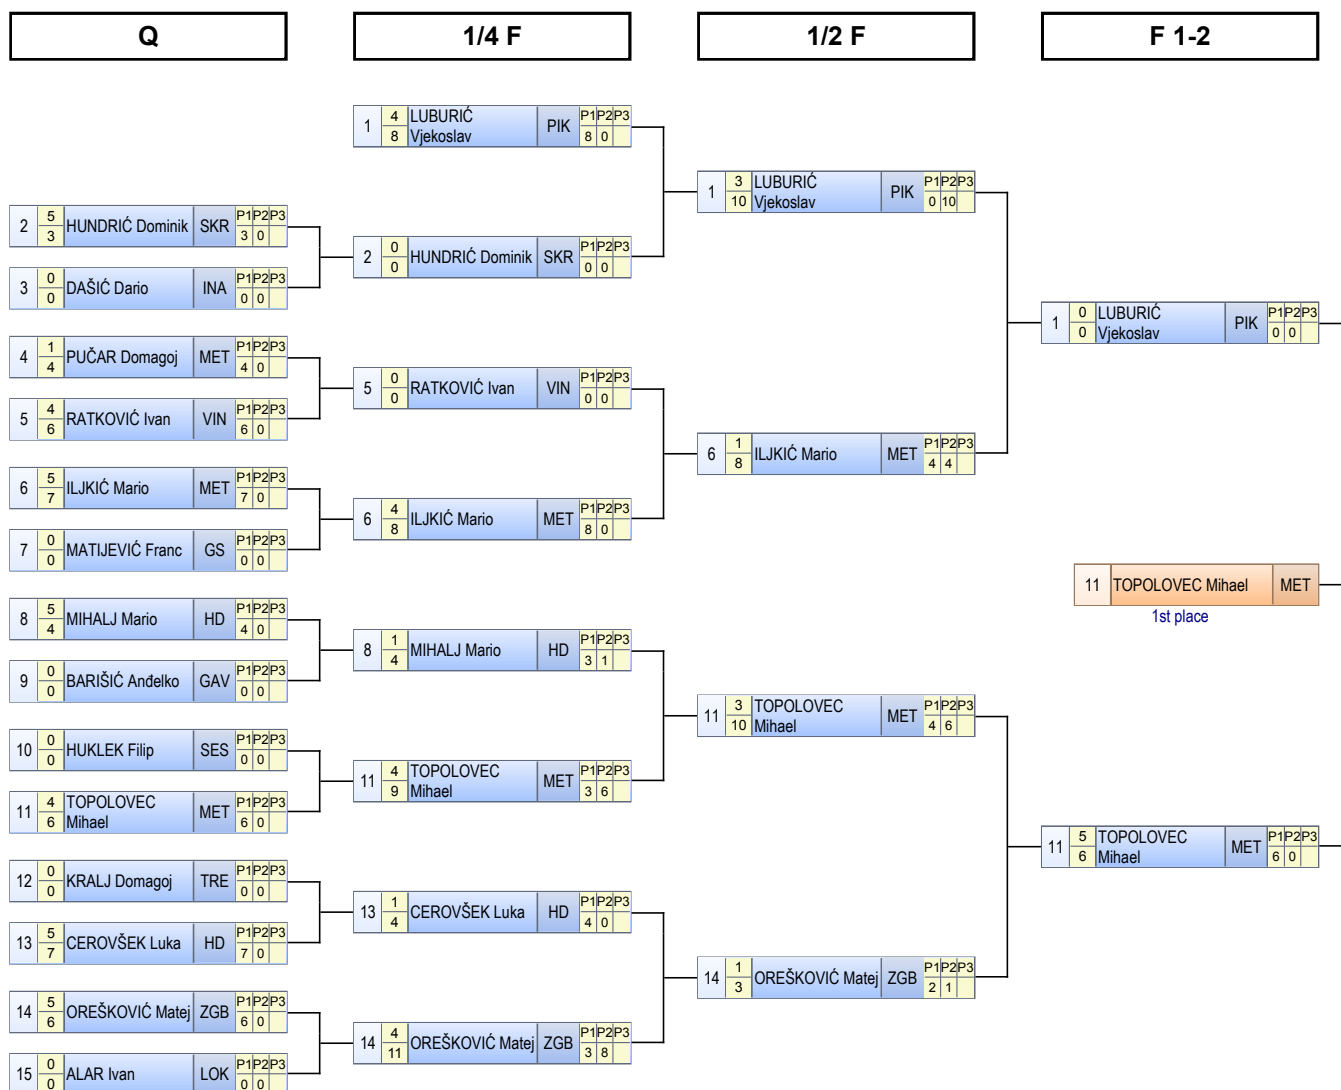 Q
1/4 F
1/2 F
F 1-2
1 4 8 LUBURIĆ Vjekoslav PIK P1 P2 P3 8 0
2 5 3 HUNDRIĆ Dominik SKR P1 P2 P3 3 0
3 0 0 DAŠIĆ Dario INA P1 P2 P3 0 0
4 1 4 PUČAR Domagoj MET P1 P2 P3 4 0
5 4 6 RATKOVIĆ Ivan VIN P1 P2 P3 6 0
6 5 7 ILJKIĆ Mario MET P1 P2 P3 7 0
7 0 0 MATIJEVIĆ Franc GS P1 P2 P3 0 0
8 5 4 MIHALJ Mario HD P1 P2 P3 4 0
9 0 0 BARIŠIĆ Anđelko GAV P1 P2 P3 0 0
10 0 0 HUKLEK Filip SES P1 P2 P3 0 0
11 4 6 TOPOLOVEC Mihael MET P1 P2 P3 6 0
12 0 0 KRALJ Domagoj TRE P1 P2 P3 0 0
13 5 7 CEROVŠEK Luka HD P1 P2 P3 7 0
14 5 6 OREŠKOVIĆ Matej ZGB P1 P2 P3 6 0
15 0 0 ALAR Ivan LOK P1 P2 P3 0 0
2 0 0 HUNDRIĆ Dominik SKR P1 P2 P3 0 0
5 0 0 RATKOVIĆ Ivan VIN P1 P2 P3 0 0
6 4 8 ILJKIĆ Mario MET P1 P2 P3 8 0
8 1 4 MIHALJ Mario HD P1 P2 P3 3 1
11 4 9 TOPOLOVEC Mihael MET P1 P2 P3 3 6
13 1 4 CEROVŠEK Luka HD P1 P2 P3 4 0
14 4 11 OREŠKOVIĆ Matej ZGB P1 P2 P3 3 8
1 3 10 LUBURIĆ Vjekoslav PIK P1 P2 P3 0 10
6 1 8 ILJKIĆ Mario MET P1 P2 P3 4 4
11 3 10 TOPOLOVEC Mihael MET P1 P2 P3 4 6
14 1 3 OREŠKOVIĆ Matej ZGB P1 P2 P3 2 1
1 0 0 LUBURIĆ Vjekoslav PIK P1 P2 P3 0 0
11 TOPOLOVEC Mihael MET
1st place
11 5 6 TOPOLOVEC Mihael MET P1 P2 P3 6 0